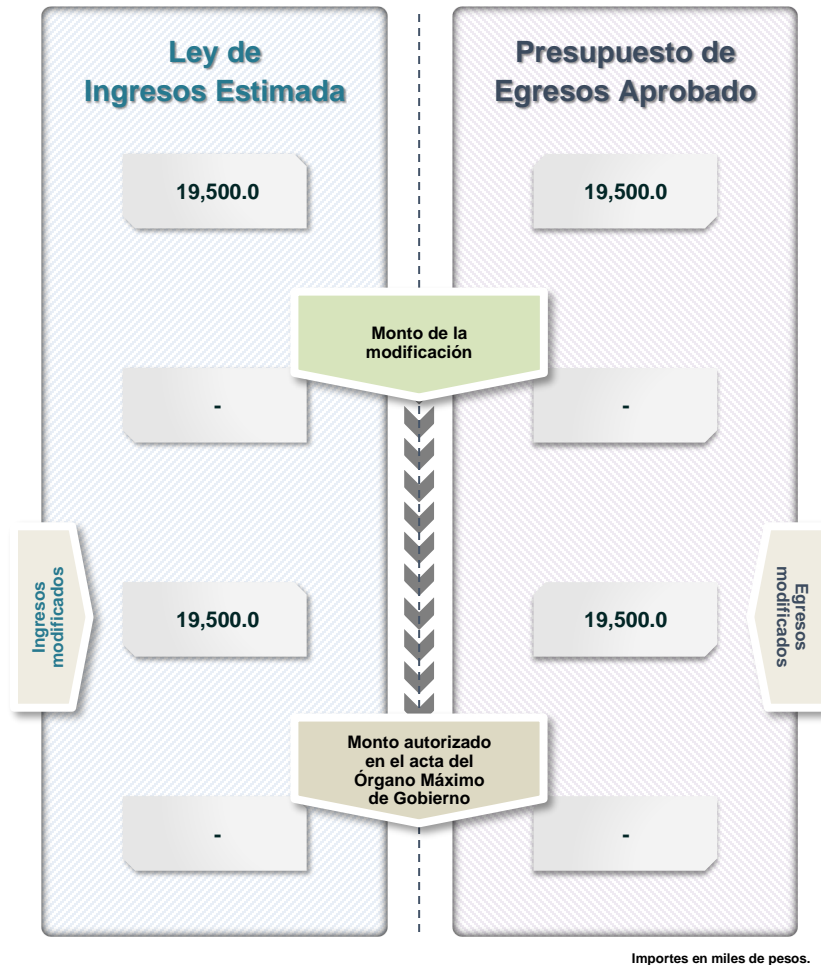 Ley de
Ingresos Estimada
Presupuesto de
Egresos Aprobado
19,500.0
19,500.0
Monto de la
modificación
-
-
Ingresos
modificados
19,500.0
19,500.0
Egresos
modificados
Monto autorizado
en el acta del
Órgano Máximo
de Gobierno
-
-
Importes en miles de pesos.